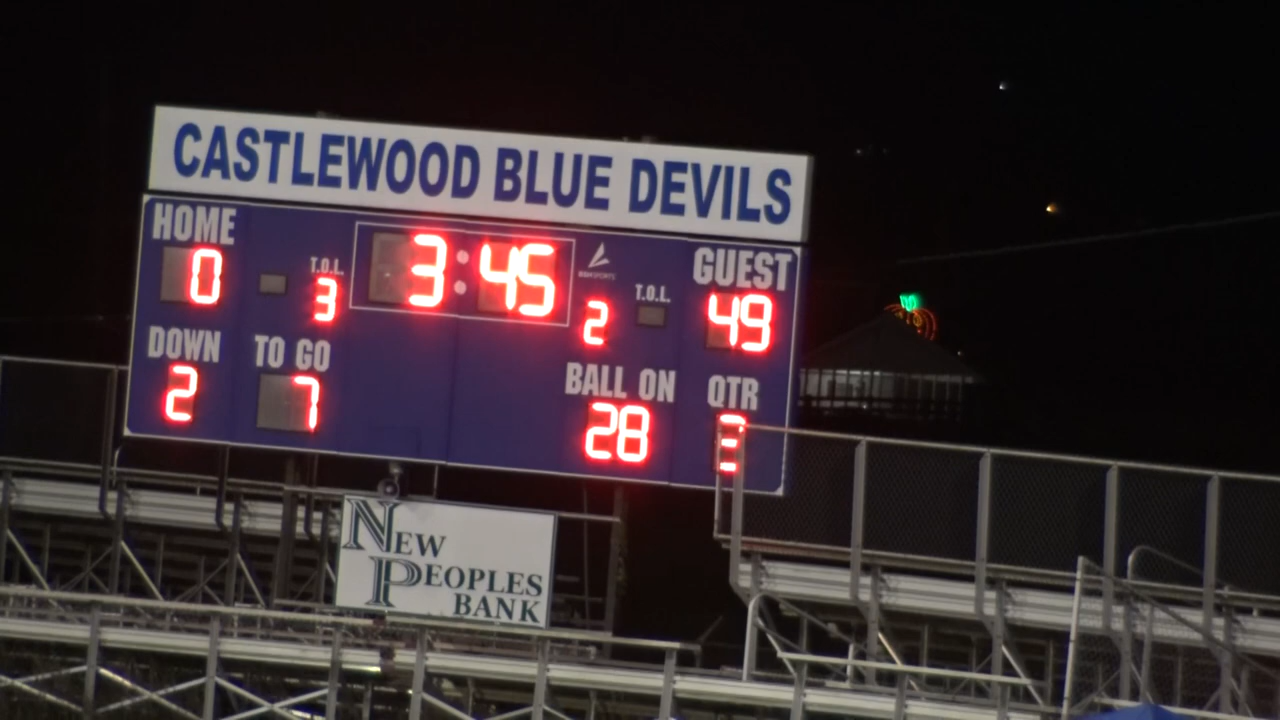 CASTLEWOOD BLUE DEVILS
HOME
0
T.O.L.
3
3:45
2
T.O.L.
GUEST
49
DOWN
2
TO GO
7
BALL ON
28
QTR
NEW
PEOPLES
BANK